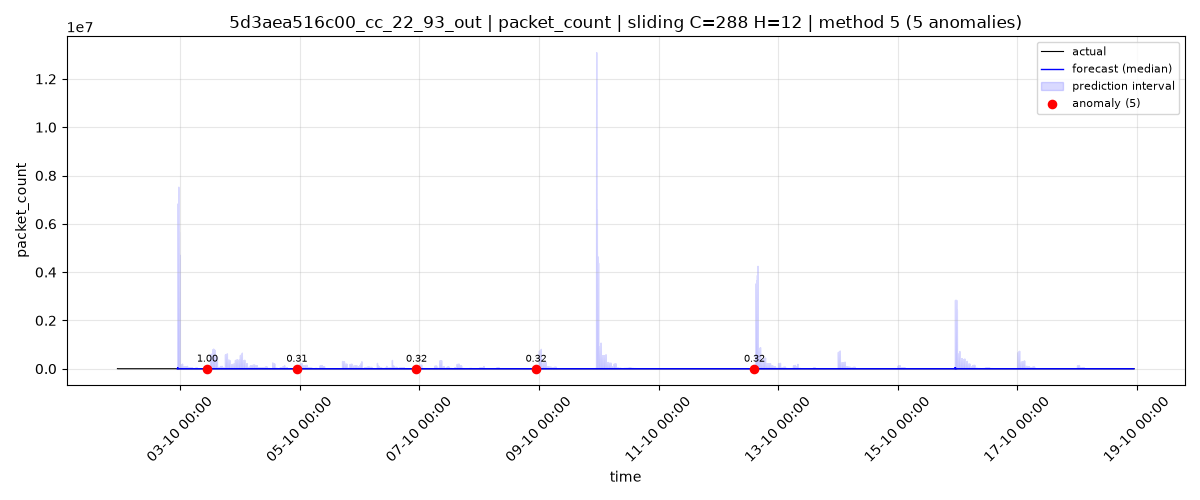 5d3aea516c00_cc_22_93_out | packet_count | sliding C=288 H=12 | method 5 (5 anomalies)
1e7
actual
forecast (median)
prediction interval
anomaly (5)
1.2
1.0
0.8
0.6
0.4
0.2
0.0
packet_count
1.00
0.31
0.32
0.32
0.32
03-10 00:00
05-10 00:00
07-10 00:00
09-10 00:00
11-10 00:00
13-10 00:00
15-10 00:00
17-10 00:00
19-10 00:00
time